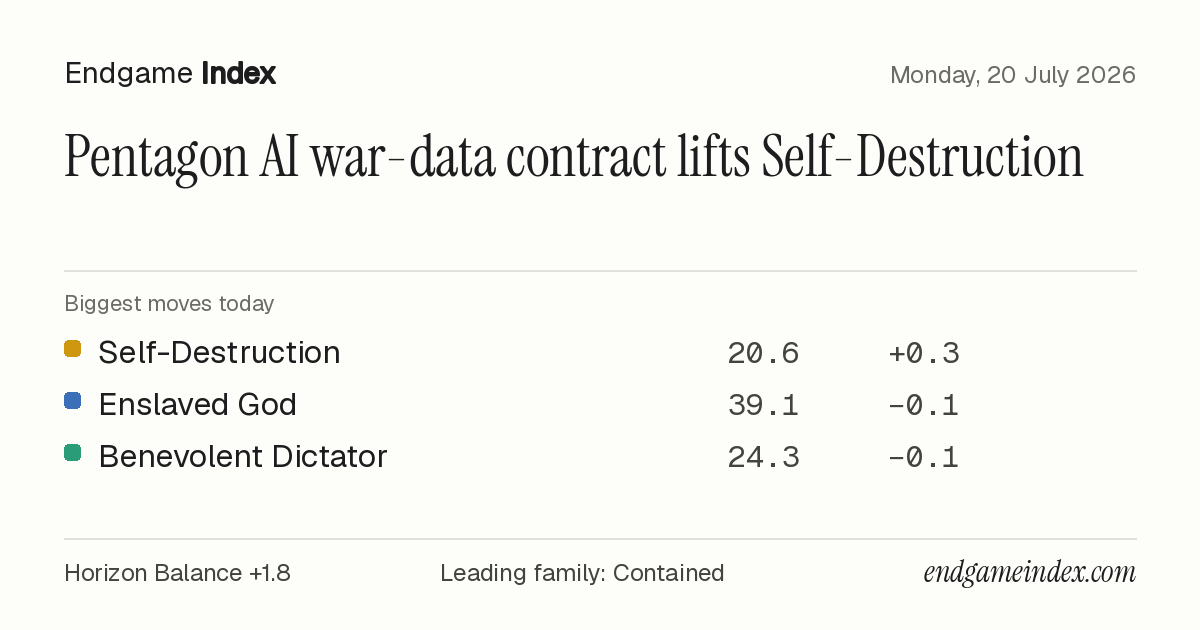 Endgame Index
Monday, 20 July 2026
Pentagon AI war-data contract lifts Self-Destruction
Biggest moves today
Self-Destruction 20.6 +0.3
Enslaved God 39.1 −0.1
Benevolent Dictator 24.3 −0.1
Horizon Balance +1.8
Leading family: Contained
endgameindex.com